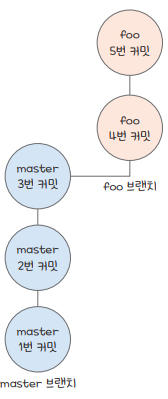 foo
5번 커밋
foo
4번 커밋
foo 브랜치
master
3번 커밋
master
2번 커밋
master
1번 커밋
master 브랜치